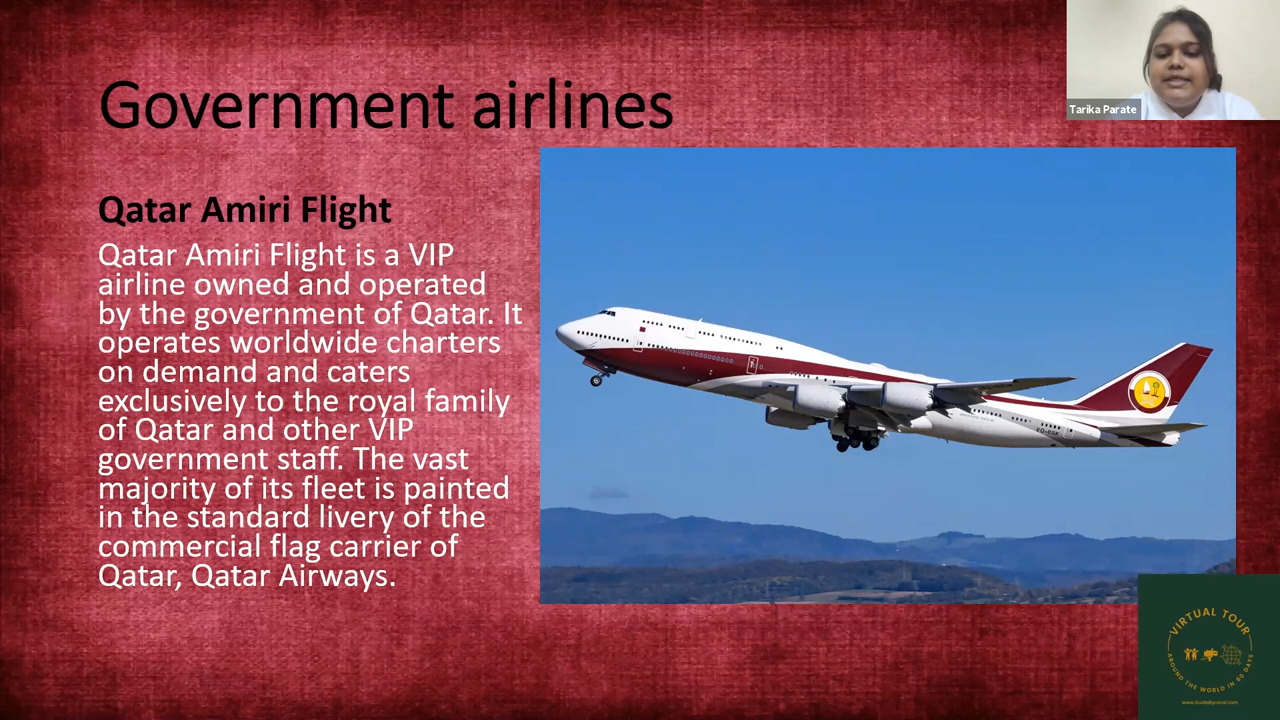 Government airlines
Tarika Parate
Qatar Amiri Flight
Qatar Amiri Flight is a VIP
airline owned and operated
by the government of Qatar. It
operates worldwide charters
on demand and caters
exclusively to the royal family
of Qatar and other VIP
government staff. The vast
majority of its fleet is painted
in the standard livery of the
commercial flag carrier of
Qatar, Qatar Airways.
VIRTUAL TOUR
AROUND THE WORLD IN 60 DAYS